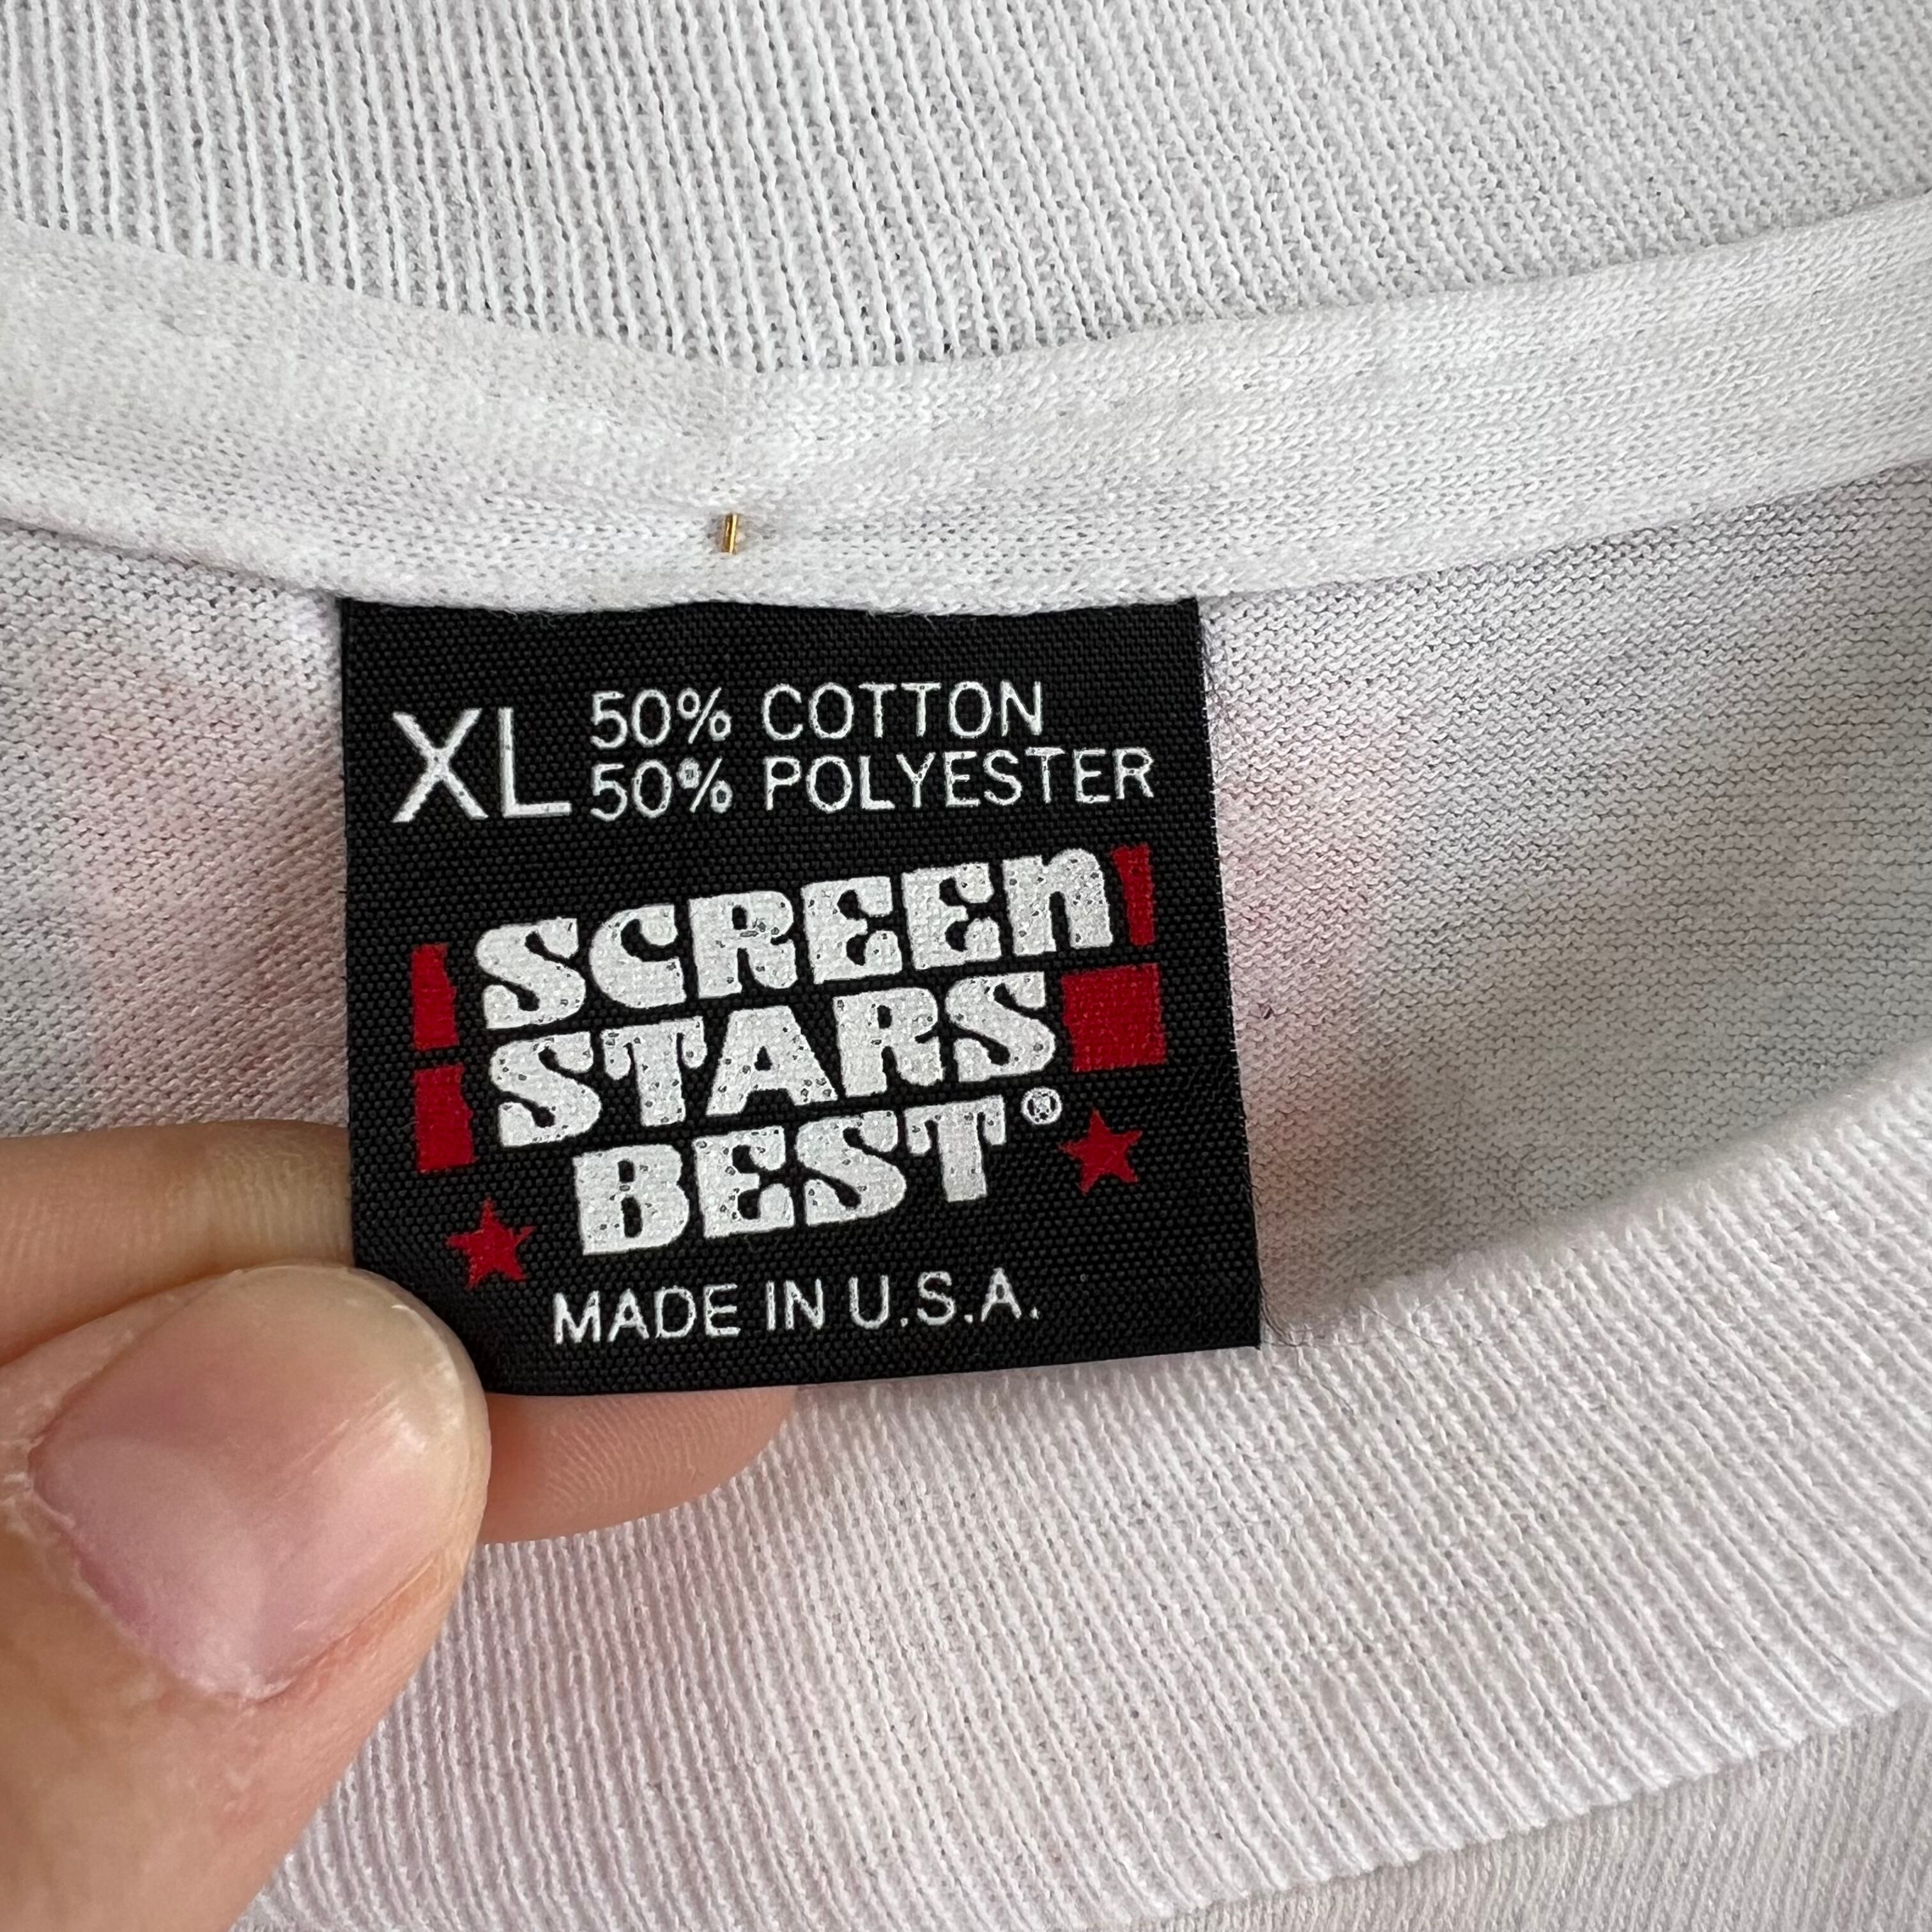 XL 50% COTTON
50% POLYESTER
SCREEn
STARS
BEST®
MADE IN U.S.A.